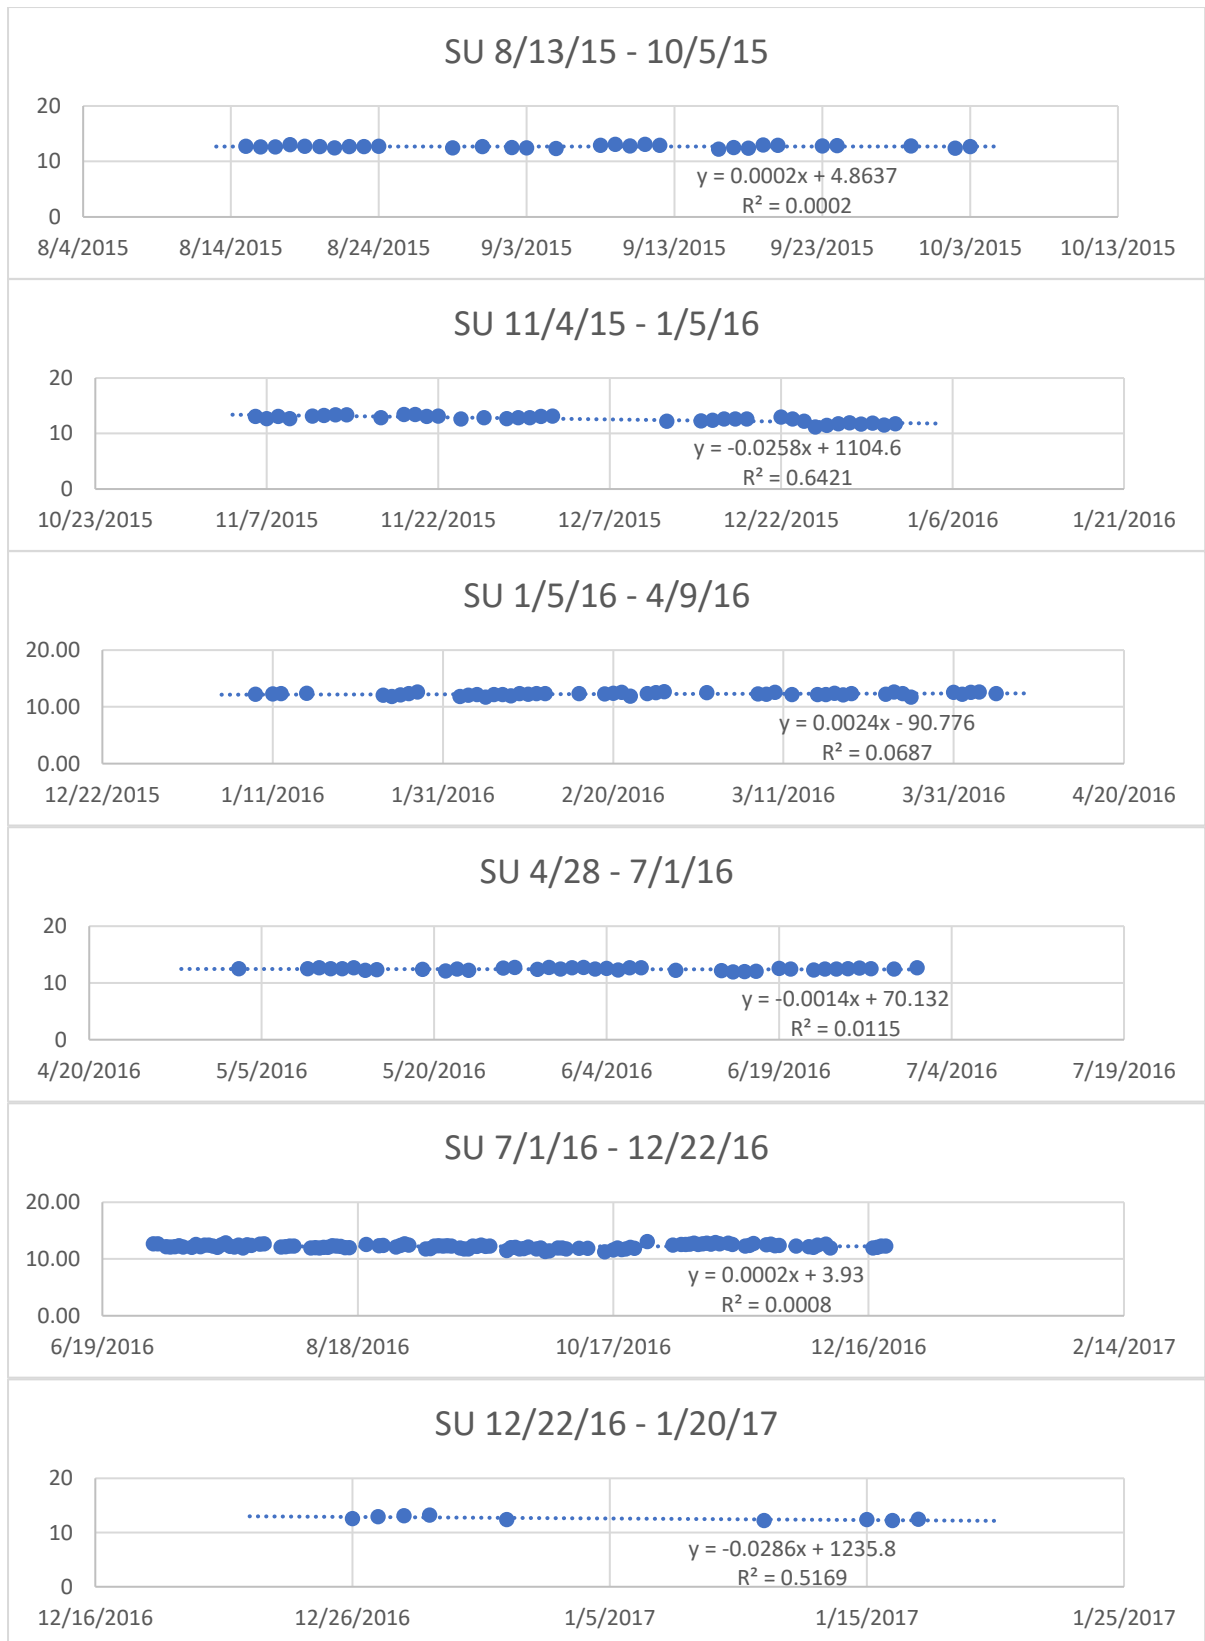 SU 8/13/15 - 10/5/15
20
10
y = 0.0002x + 4.8637
R² = 0.0002
0
8/4/2015 8/14/2015 8/24/2015 9/3/2015 9/13/2015 9/23/2015 10/3/2015 10/13/2015
SU 11/4/15 - 1/5/16
20
10
y = -0.0258x + 1104.6
R² = 0.6421
0
10/23/2015 11/7/2015 11/22/2015 12/7/2015 12/22/2015 1/6/2016 1/21/2016
SU 1/5/16 - 4/9/16
20.00
10.00
y = 0.0024x - 90.776
R² = 0.0687
0.00
12/22/2015 1/11/2016 1/31/2016 2/20/2016 3/11/2016 3/31/2016 4/20/2016
SU 4/28 - 7/1/16
20
10
y = -0.0014x + 70.132
R² = 0.0115
0
4/20/2016 5/5/2016 5/20/2016 6/4/2016 6/19/2016 7/4/2016 7/19/2016
SU 7/1/16 - 12/22/16
20.00
10.00
y = 0.0002x + 3.93
R² = 0.0008
0.00
6/19/2016 8/18/2016 10/17/2016 12/16/2016 2/14/2017
SU 12/22/16 - 1/20/17
20
10
y = -0.0286x + 1235.8
R² = 0.5169
0
12/16/2016 12/26/2016 1/5/2017 1/15/2017 1/25/2017